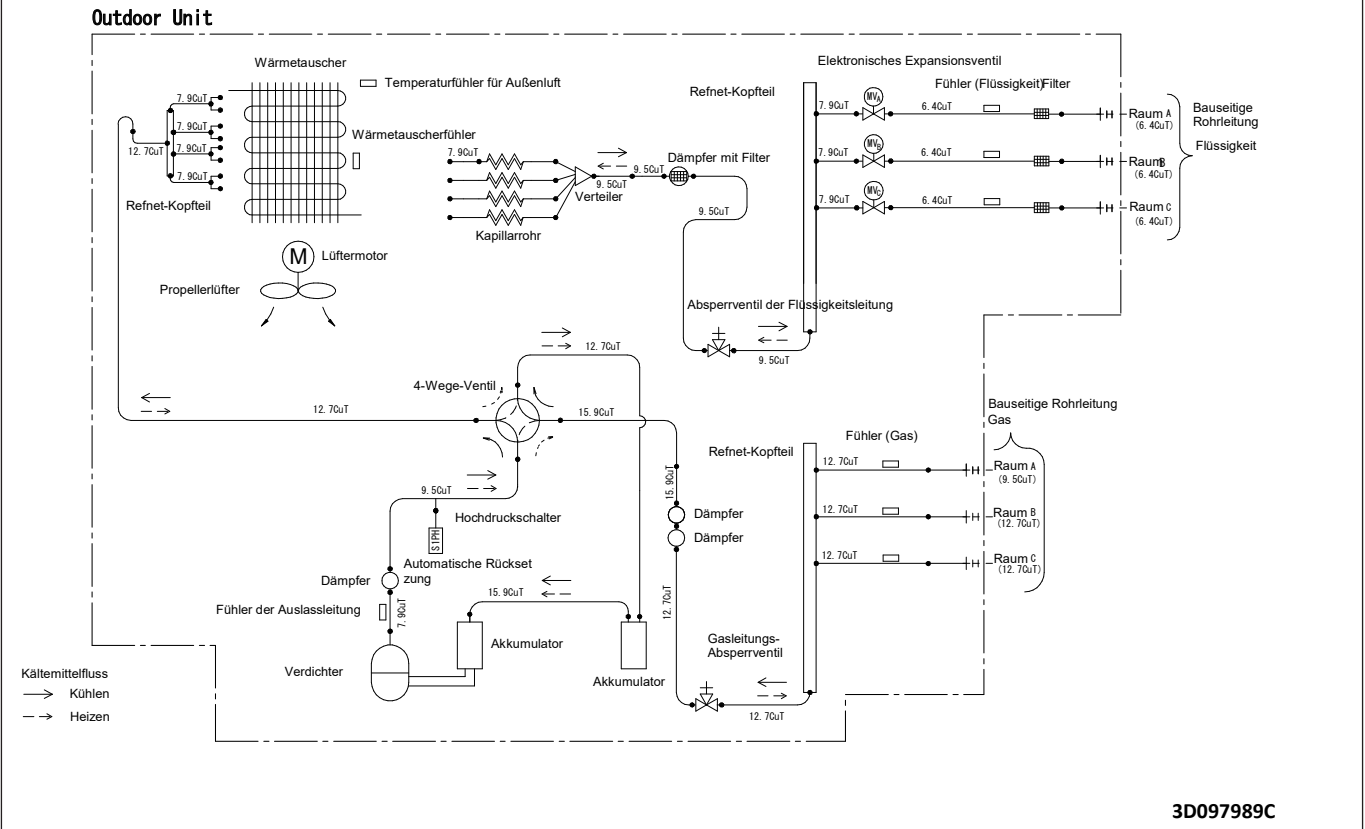 Outdoor Unit
Wärmetauscher
Temperaturfühler für Außenluft
7.9CuT
7.9CuT
7.9CuT
7.9CuT
12.7CuT
Refnet-Kopfteil
Wärmetauscherfühler
7.9CuT
Kapillarrohr
Verteiler
9.5CuT
9.5CuT
Dämpfer mit Filter
9.5CuT
M
Lüftermotor
Propellerlüfter
Refnet-Kopfteil
Elektronisches Expansionsventil
Fühler (Flüssigkeit)
Filter
7.9CuT
MVA
6.4CuT
Raum A
(6.4CuT)
7.9CuT
MVB
6.4CuT
Raum B
(6.4CuT)
7.9CuT
MVC
6.4CuT
Raum C
(6.4CuT)
Bauseitige
Rohrleitung
Flüssigkeit
Absperrventil der Flüssigkeitsleitung
9.5CuT
12.7CuT
4-Wege-Ventil
12.7CuT
15.9CuT
15.9CuT
Dämpfer
Dämpfer
12.7CuT
9.5CuT
Hochdruckschalter
S1PH
Automatische Rückset
zung
Dämpfer
Fühler der Auslassleitung
7.9CuT
15.9CuT
Verdichter
Akkumulator
Akkumulator
Gasleitungs-
Absperrventil
12.7CuT
Refnet-Kopfteil
Fühler (Gas)
Bauseitige Rohrleitung
Gas
12.7CuT
Raum A
(9.5CuT)
12.7CuT
Raum B
(12.7CuT)
12.7CuT
Raum C
(12.7CuT)
Kältemittelfluss
Kühlen
Heizen
3D097989C